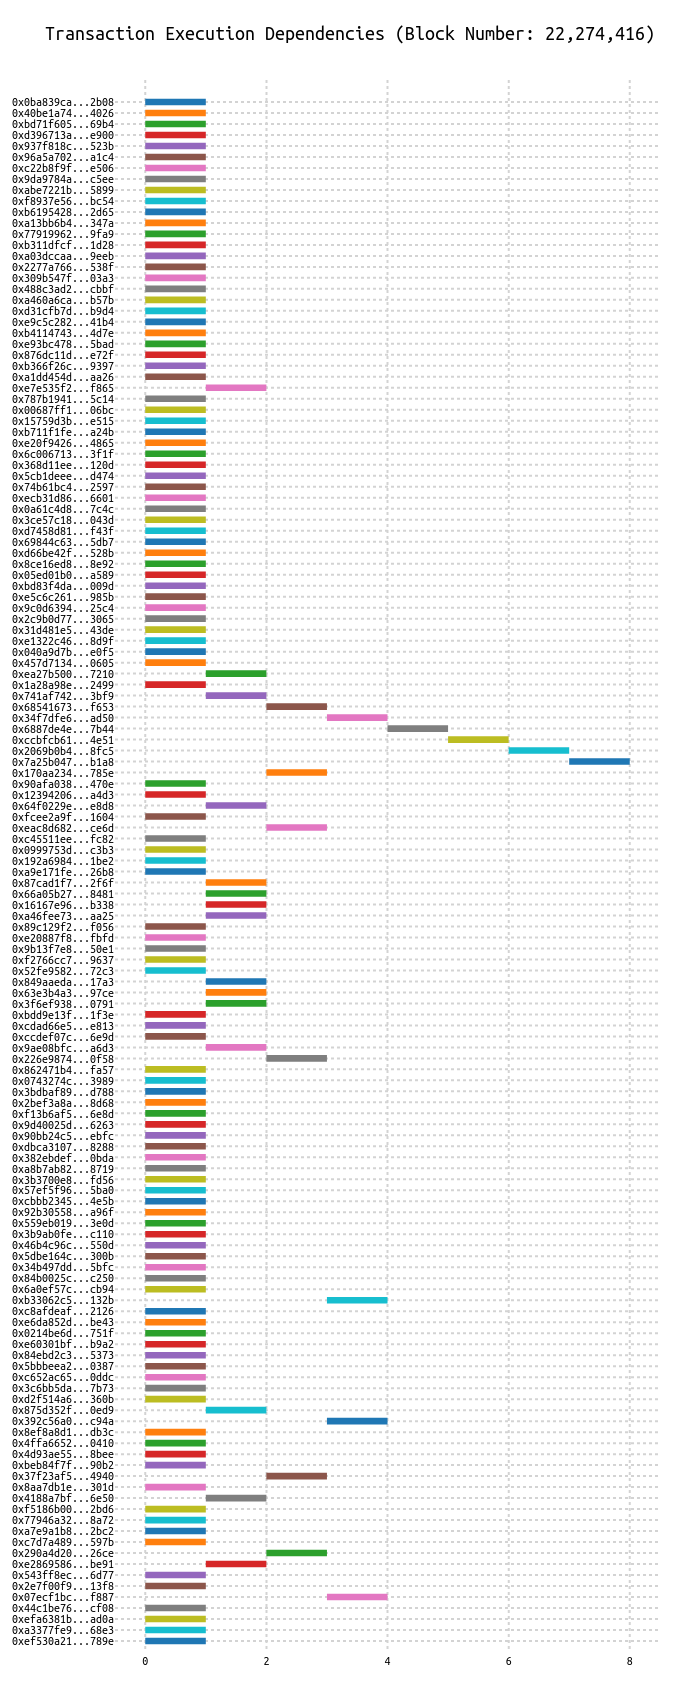 Transaction Execution Dependencies (Block Number: 22,274,416)
0x0ba839ca...2b08
0x40be1a74...4026
0xbd71f605...69b4
0xd396713a...e900
0x937f818c...523b
0x96a5a702...a1c4
0xc22b8f9f...e506
0x9da9784a...c5ee
0xabe7221b...5899
0xf8937e56...bc54
0xb6195428...2d65
0xa13bb6b4...347a
0x77919962...9fa9
0xb311dfcf...1d28
0xa03dccaa...9eeb
0x2277a766...538f
0x309b547f...03a3
0x488c3ad2...cbbf
0xa460a6ca...b57b
0xd31cfb7d...b9d4
0xe9c5c282...41b4
0xb4114743...4d7e
0xe93bc478...5bad
0x876dc11d...e72f
0xb366f26c...9397
0xa1dd454d...aa26
0xe7e535f2...f865
0x787b1941...5c14
0x00687ff1...06bc
0x15759d3b...e515
0xb711f1fe...a24b
0xe20f9426...4865
0x6c006713...3f1f
0x368d11ee...120d
0x5cb1deee...d474
0x74b61bc4...2597
0xecb31d86...6601
0x0a61c4d8...7c4c
0x3ce57c18...043d
0xd7458d81...f43f
0x69844c63...5db7
0xd66be42f...528b
0x8ce16ed8...8e92
0x05ed01b0...a589
0xbd83f4da...009d
0xe5c6c261...985b
0x9c0d6394...25c4
0x2c9b0d77...3065
0x31d481e5...43de
0xe1322c46...8d9f
0x040a9d7b...e0f5
0x457d7134...0605
0xea27b500...7210
0x1a28a98e...2499
0x741af742...3bf9
0x68541673...f653
0x34f7dfe6...ad50
0x6887de4e...7b44
0xccbfcb61...4e51
0x2069b0b4...8fc5
0x7a25b047...b1a8
0x170aa234...785e
0x90afa038...470e
0x12394206...a4d3
0x64f0229e...e8d8
0xfcee2a9f...1604
0xeac8d682...ce6d
0xc45511ee...fc82
0x0999753d...c3b3
0x192a6984...1be2
0xa9e171fe...26b8
0x87cad1f7...2f6f
0x66a05b27...8481
0x16167e96...b338
0xa46fee73...aa25
0x89c129f2...f056
0xe20887f8...fbfd
0x9b13f7e8...50e1
0xf2766cc7...9637
0x52fe9582...72c3
0x849aaeda...17a3
0x63e3b4a3...97ce
0x3f6ef938...0791
0xbdd9e13f...1f3e
0xcdad66e5...e813
0xccdef07c...6e9d
0x9ae08bfc...a6d3
0x226e9874...0f58
0x862471b4...fa57
0x0743274c...3989
0x3bdbaf89...d788
0x2bef3a8a...8d68
0xf13b6af5...6e8d
0x9d40025d...6263
0x90bb24c5...ebfc
0xdbca3107...8288
0x382ebdef...0bda
0xa8b7ab82...8719
0x3b3700e8...fd56
0x57ef5f96...5ba0
0xcbbb2345...4e5b
0x92b30558...a96f
0x559eb019...3e0d
0x3b9ab0fe...c110
0x46b4c96c...550d
0x5dbe164c...300b
0x34b497dd...5bfc
0x84b0025c...c250
0x6a0ef57c...cb94
0xb33062c5...132b
0xc8afdeaf...2126
0xe6da852d...be43
0x0214be6d...751f
0xe60301bf...b9a2
0x84ebd2c3...5373
0x5bbbeea2...0387
0xc652ac65...0ddc
0x3c6bb5da...7b73
0xd2f514a6...360b
0x875d352f...0ed9
0x392c56a0...c94a
0x8ef8a8d1...db3c
0x4ffa6652...0410
0x4d93ae55...8bee
0xbeb84f7f...90b2
0x37f23af5...4940
0x8aa7db1e...301d
0x4188a7bf...6e50
0xf5186b00...2bd6
0x77946a32...8a72
0xa7e9a1b8...2bc2
0xc7d7a489...597b
0x290a4d20...26ce
0xe2869586...be91
0x543ff8ec...6d77
0x2e7f00f9...13f8
0x07ecf1bc...f887
0x44c1be76...cf08
0xefa6381b...ad0a
0xa3377fe9...68e3
0xef530a21...789e
0 2 4 6 8